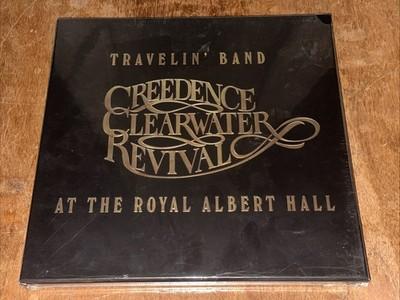 TRAVELIN' BAND
CREEDENCE
CLEARWATER
REVIVAL
AT THE ROYAL ALBERT HALL